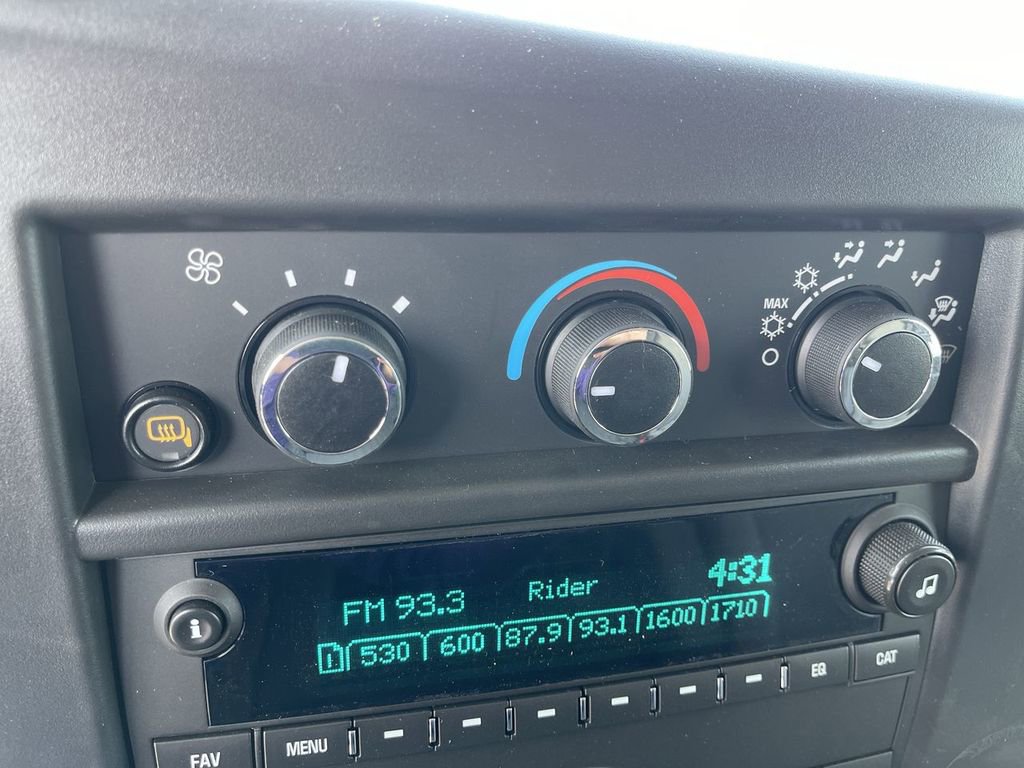 MAX
FM 93.3 Rider 4:31
1 530 600 87.9 93.1 1600 1710
i
EQ CAT
FAV MENU